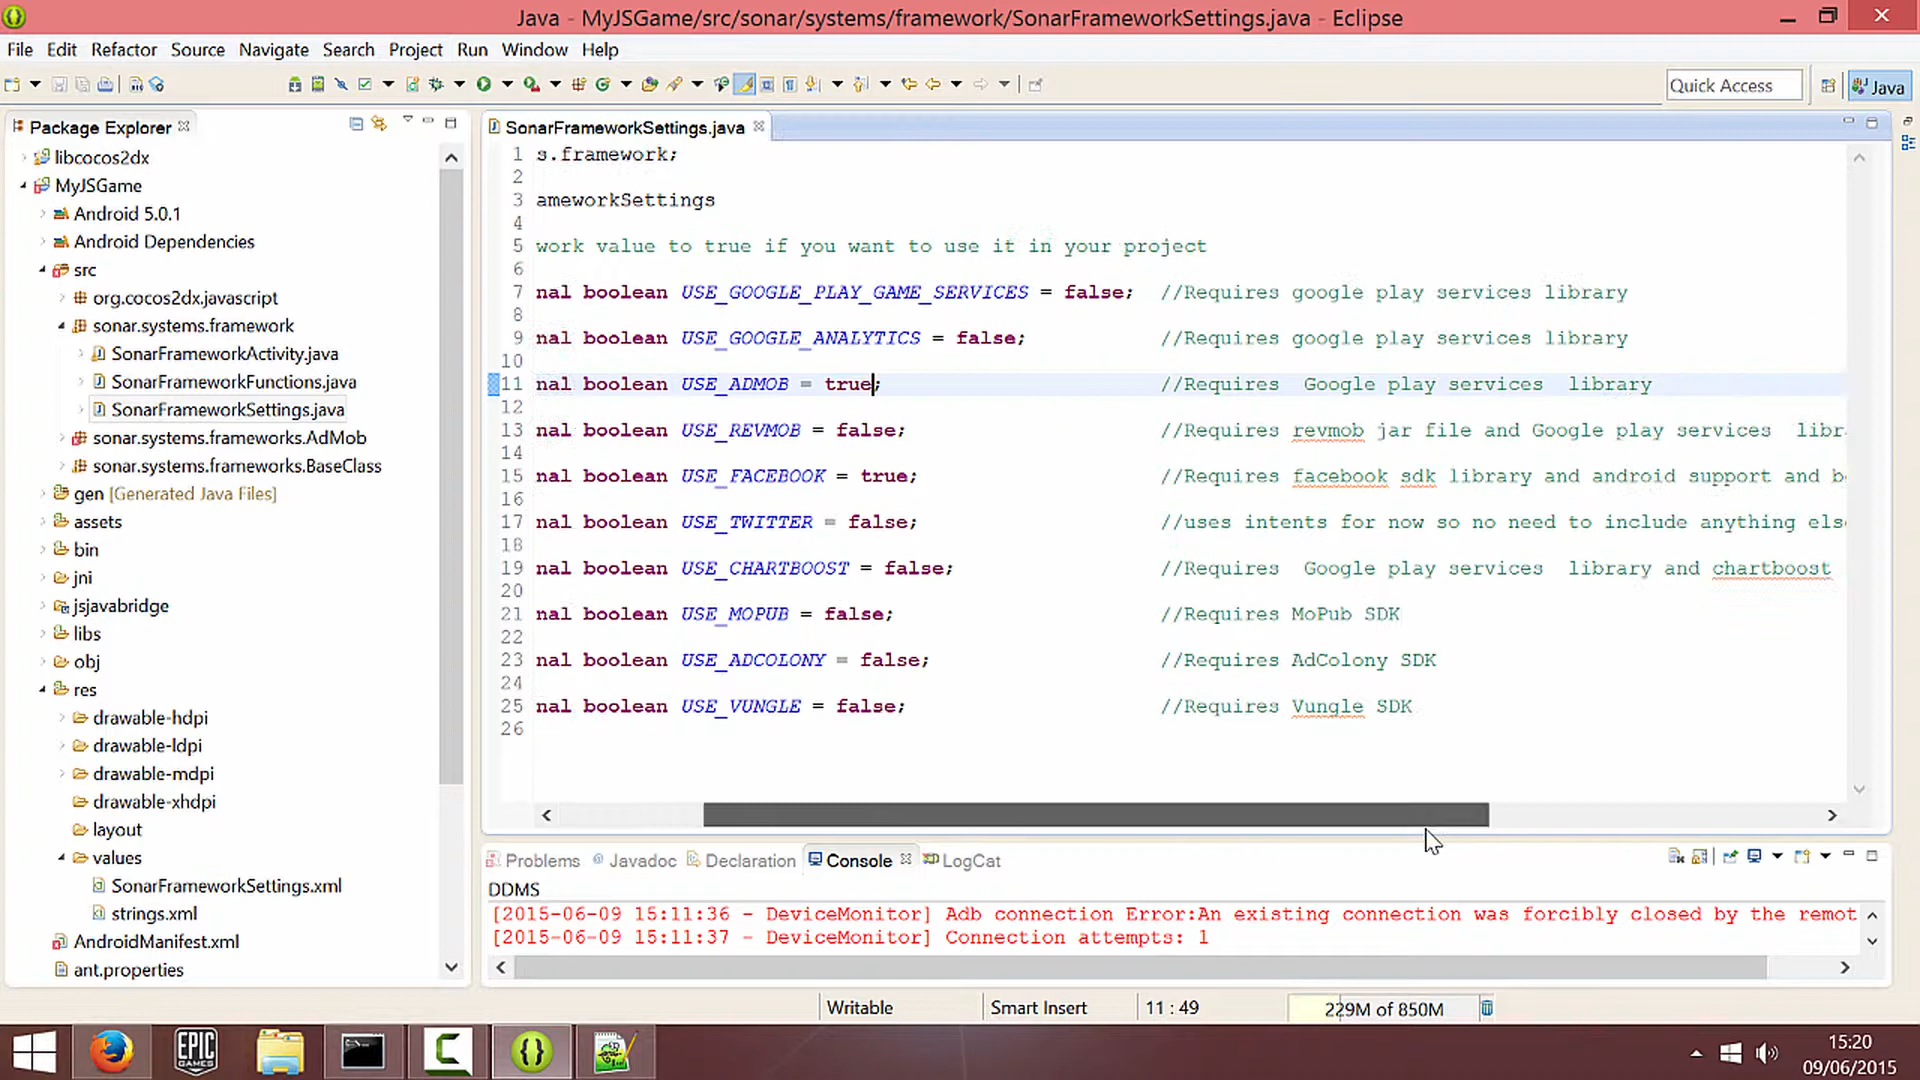 Java - MyJSGame/src/sonar/systems/framework/SonarFrameworkSettings.java - Eclipse
File Edit Refactor Source Navigate Search Project Run Window Help
Quick Access
Java
Package Explorer
libcocos2dx
MyJSGame
Android 5.0.1
Android Dependencies
src
org.cocos2dx.javascript
sonar.systems.framework
SonarFrameworkActivity.java
SonarFrameworkFunctions.java
SonarFrameworkSettings.java
sonar.systems.frameworks.AdMob
sonar.systems.frameworks.BaseClass
gen [Generated Java Files]
assets
bin
jni
jsjavabridge
libs
obj
res
drawable-hdpi
drawable-ldpi
drawable-mdpi
drawable-xhdpi
layout
values
SonarFrameworkSettings.xml
strings.xml
AndroidManifest.xml
ant.properties
SonarFrameworkSettings.java
1 s.framework;
2
3 ameworkSettings
4
5 work value to true if you want to use it in your project
6
7 nal boolean USE_GOOGLE_PLAY_GAME_SERVICES = false; //Requires google play services library
8
9 nal boolean USE_GOOGLE_ANALYTICS = false; //Requires google play services library
10
11 nal boolean USE_ADMOB = true; //Requires Google play services library
12
13 nal boolean USE_REVMOB = false; //Requires revmob jar file and Google play services libr
14
15 nal boolean USE_FACEBOOK = true; //Requires facebook sdk library and android support and b
16
17 nal boolean USE_TWITTER = false; //uses intents for now so no need to include anything els
18
19 nal boolean USE_CHARTBOOST = false; //Requires Google play services library and chartboost
20
21 nal boolean USE_MOPUB = false; //Requires MoPub SDK
22
23 nal boolean USE_ADCOLONY = false; //Requires AdColony SDK
24
25 nal boolean USE_VUNGLE = false; //Requires Vungle SDK
26
Problems Javadoc Declaration Console LogCat
DDMS
[2015-06-09 15:11:36 - DeviceMonitor] Adb connection Error:An existing connection was forcibly closed by the remot
[2015-06-09 15:11:37 - DeviceMonitor] Connection attempts: 1
Writable Smart Insert 11 : 49 229M of 850M
EPIC GAMES
15:20
09/06/2015